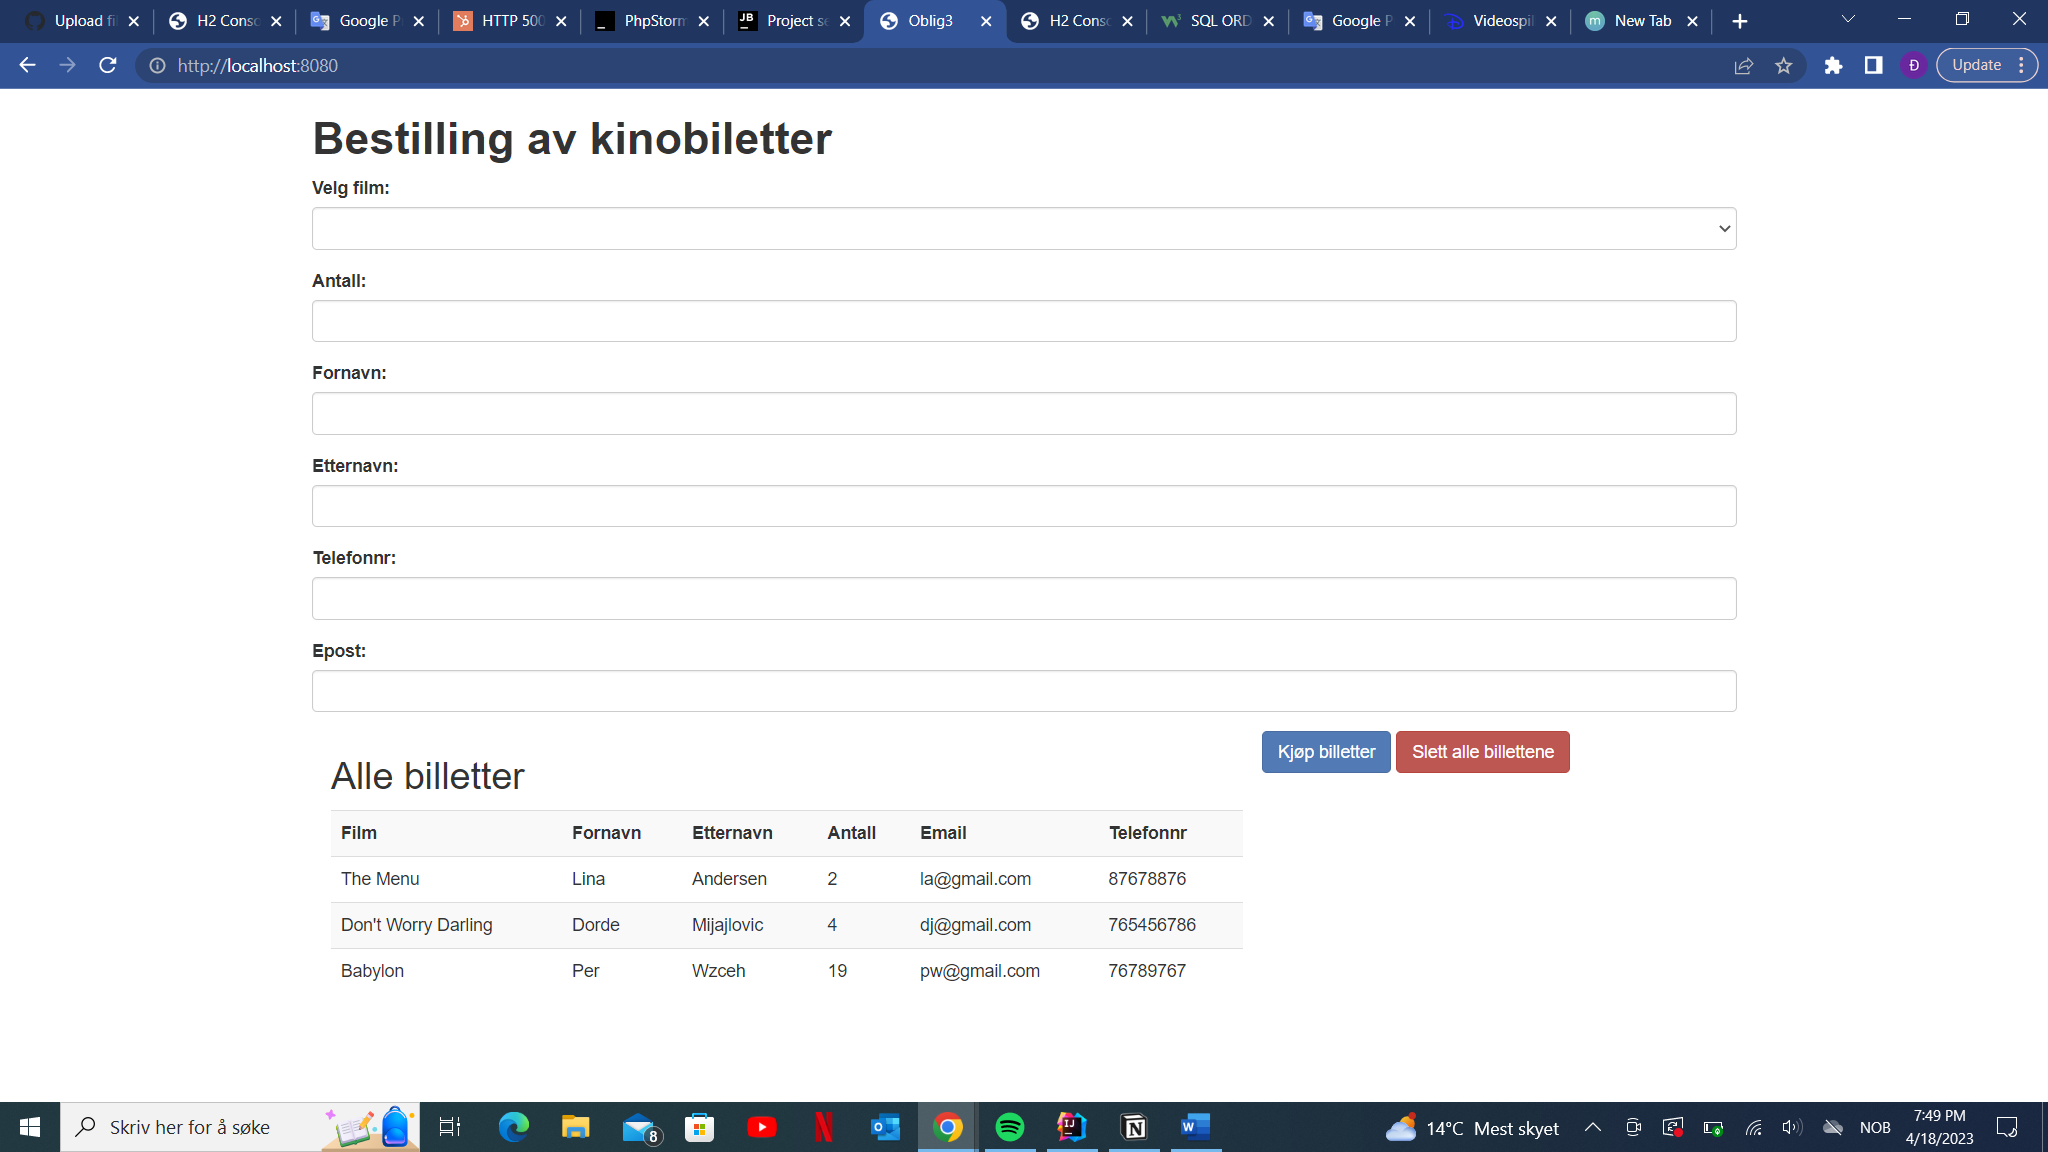 Upload fil
H2 Consc
Google P
HTTP 500
PhpStorm
Project se
Oblig3
H2 Consc
SQL ORD
Google P
Videospil
New Tab
http://localhost:8080
Đ
Update
Bestilling av kinobiletter
Velg film:
Antall:
Fornavn:
Etternavn:
Telefonnr:
Epost:
Kjøp billetter
Slett alle billettene
Alle billetter
Film Fornavn Etternavn Antall Email Telefonnr
The Menu Lina Andersen 2 la@gmail.com 87678876
Don't Worry Darling Dorde Mijajlovic 4 dj@gmail.com 765456786
Babylon Per Wzceh 19 pw@gmail.com 76789767
Skriv her for å søke
8
14°C Mest skyet
NOB
7:49 PM
4/18/2023